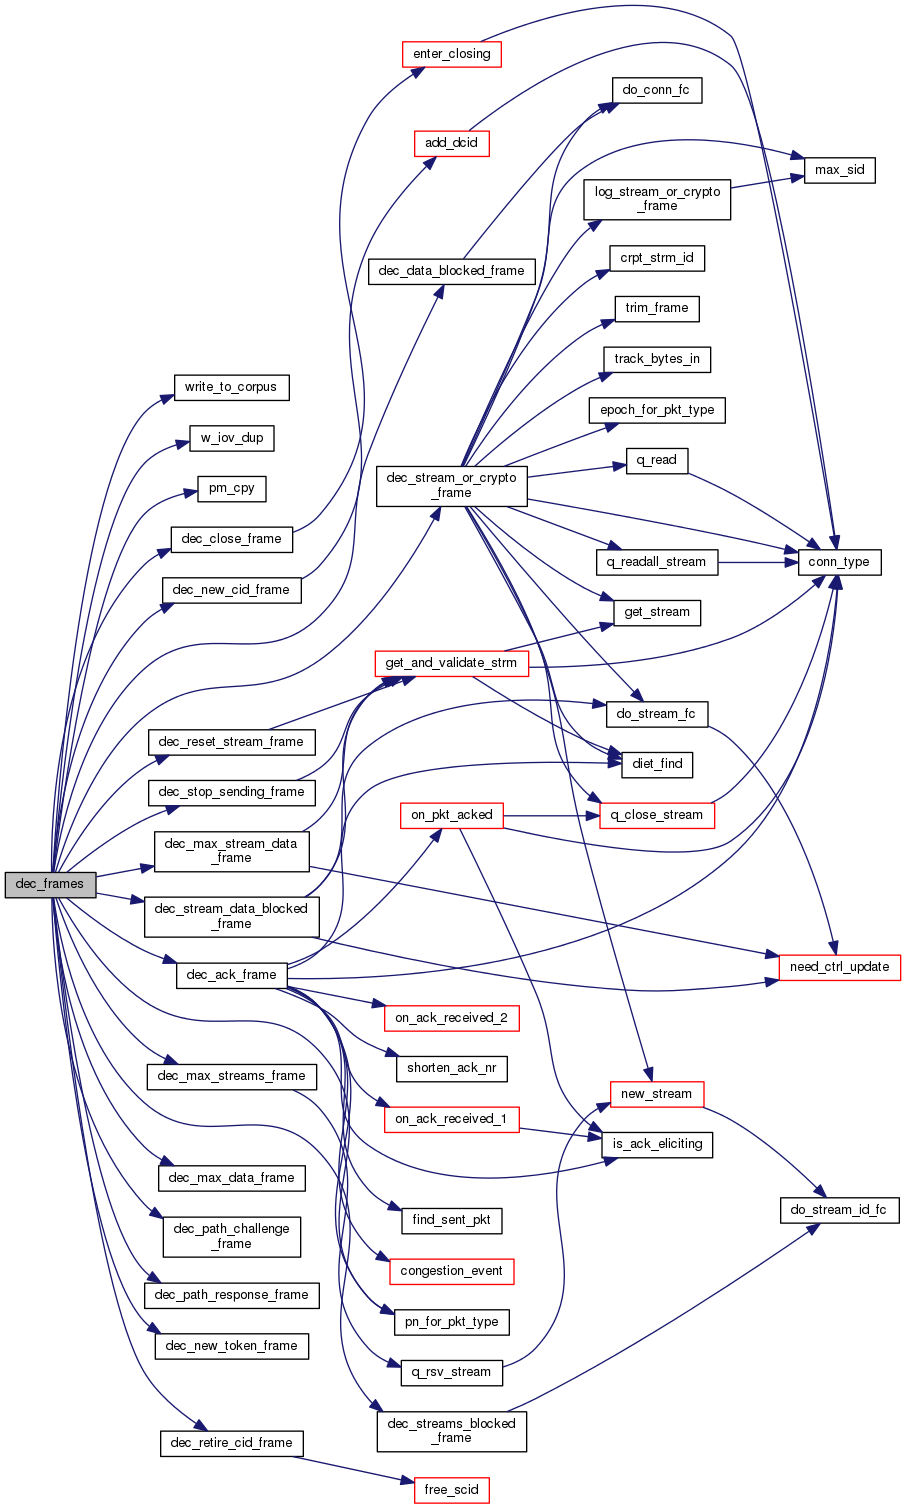 enter_closing
do_conn_fc
add_dcid
max_sid
log_stream_or_crypto
_frame
crpt_strm_id
dec_data_blocked_frame
trim_frame
track_bytes_in
write_to_corpus
epoch_for_pkt_type
w_iov_dup
q_read
dec_stream_or_crypto
_frame
pm_cpy
dec_close_frame
q_readall_stream
conn_type
dec_new_cid_frame
get_stream
get_and_validate_strm
do_stream_fc
dec_reset_stream_frame
diet_find
dec_stop_sending_frame
on_pkt_acked
q_close_stream
dec_max_stream_data
_frame
dec_frames
dec_stream_data_blocked
_frame
need_ctrl_update
dec_ack_frame
on_ack_received_2
shorten_ack_nr
dec_max_streams_frame
new_stream
on_ack_received_1
is_ack_eliciting
dec_max_data_frame
do_stream_id_fc
find_sent_pkt
dec_path_challenge
_frame
congestion_event
dec_path_response_frame
pn_for_pkt_type
dec_new_token_frame
q_rsv_stream
dec_streams_blocked
_frame
dec_retire_cid_frame
free_scid